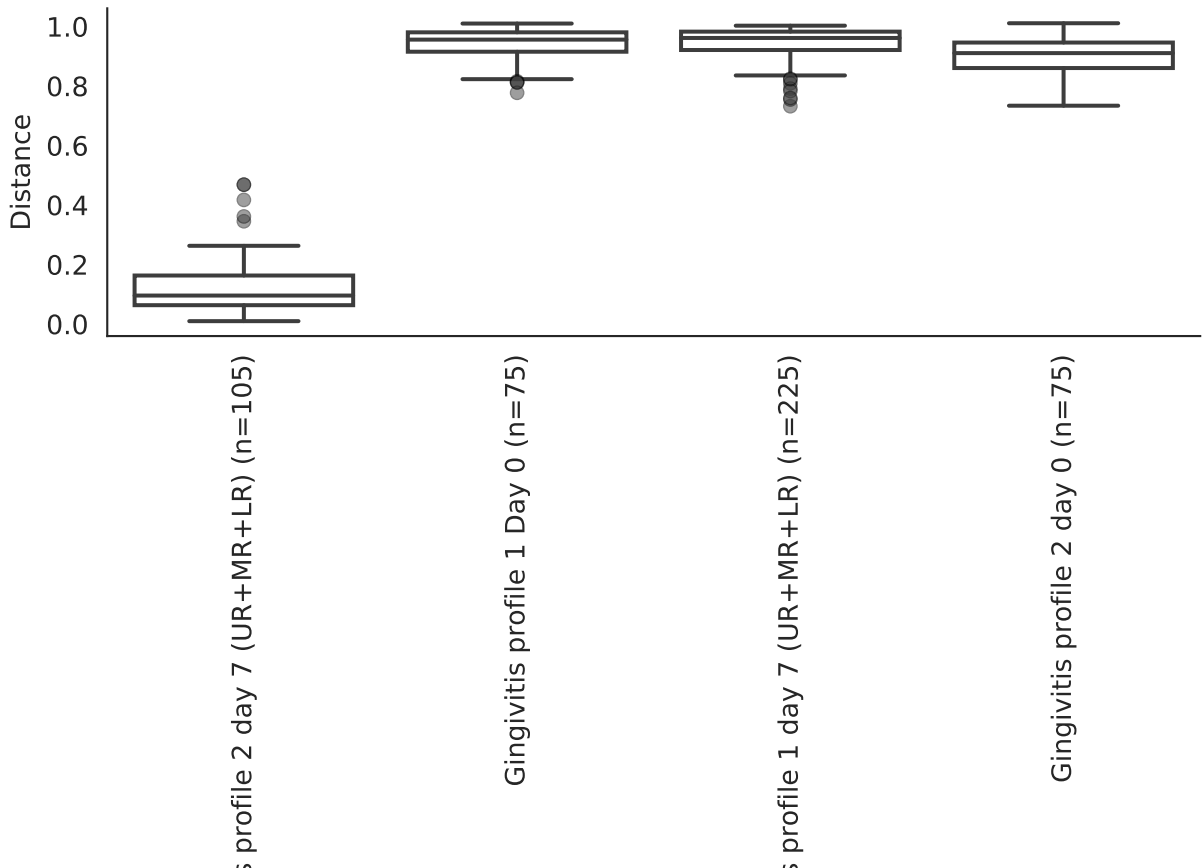 1.0
0.8
0.6
0.4
0.2
0.0
Distance
s profile 2 day 7 (UR+MR+LR) (n=105)
Gingivitis profile 1 Day 0 (n=75)
s profile 1 day 7 (UR+MR+LR) (n=225)
Gingivitis profile 2 day 0 (n=75)